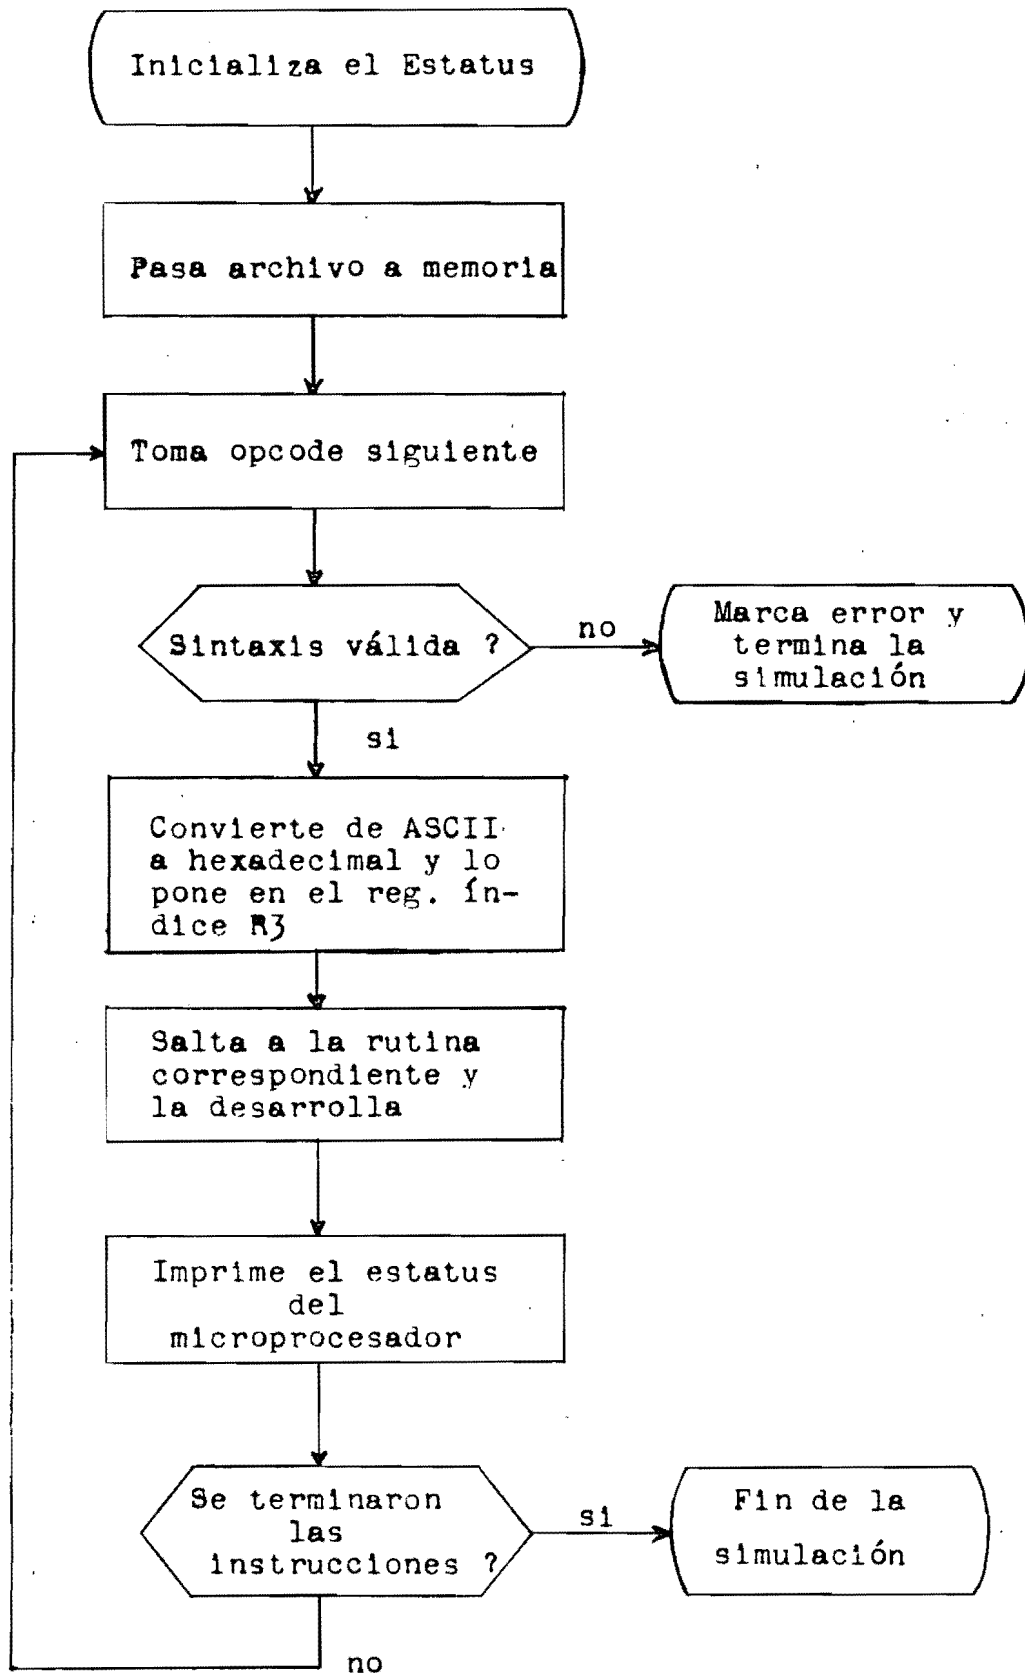 Inicializa el Estatus
Pasa archivo a memoria
Toma opcode siguiente
Sintaxis válida ?
no
Marca error y
termina la
simulación
si
Convierte de ASCII
a hexadecimal y lo
pone en el reg. ín-
dice R3
Salta a la rutina
correspondiente y
la desarrolla
Imprime el estatus
del
microprocesador
Se terminaron
las
instrucciones ?
si
Fin de la
simulación
no